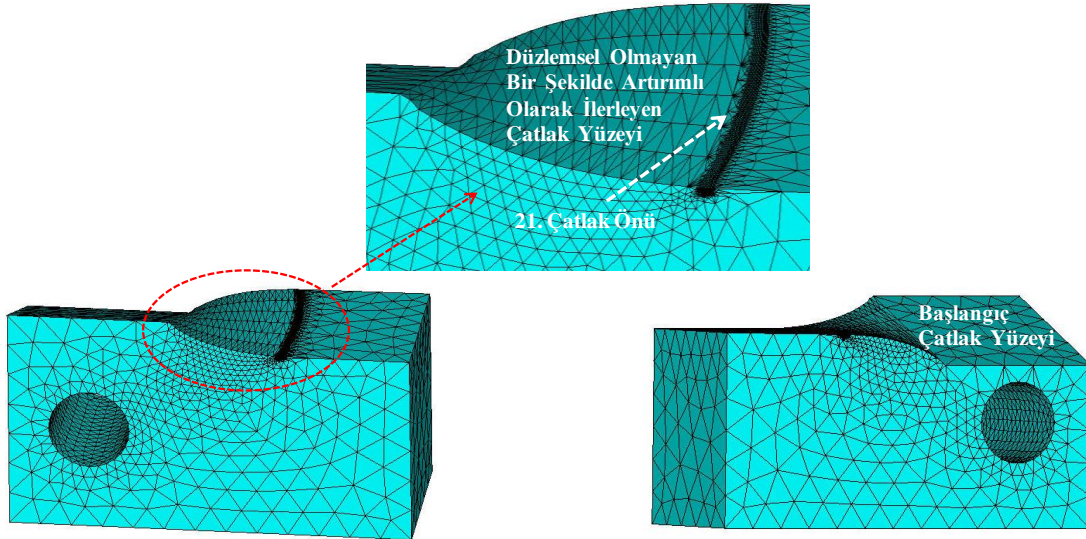 Düzlemsel Olmayan
Bir Şekilde Artırımlı
Olarak İlerleyen
Çatlak Yüzeyi
21. Çatlak Önü
Başlangıç
Çatlak Yüzeyi